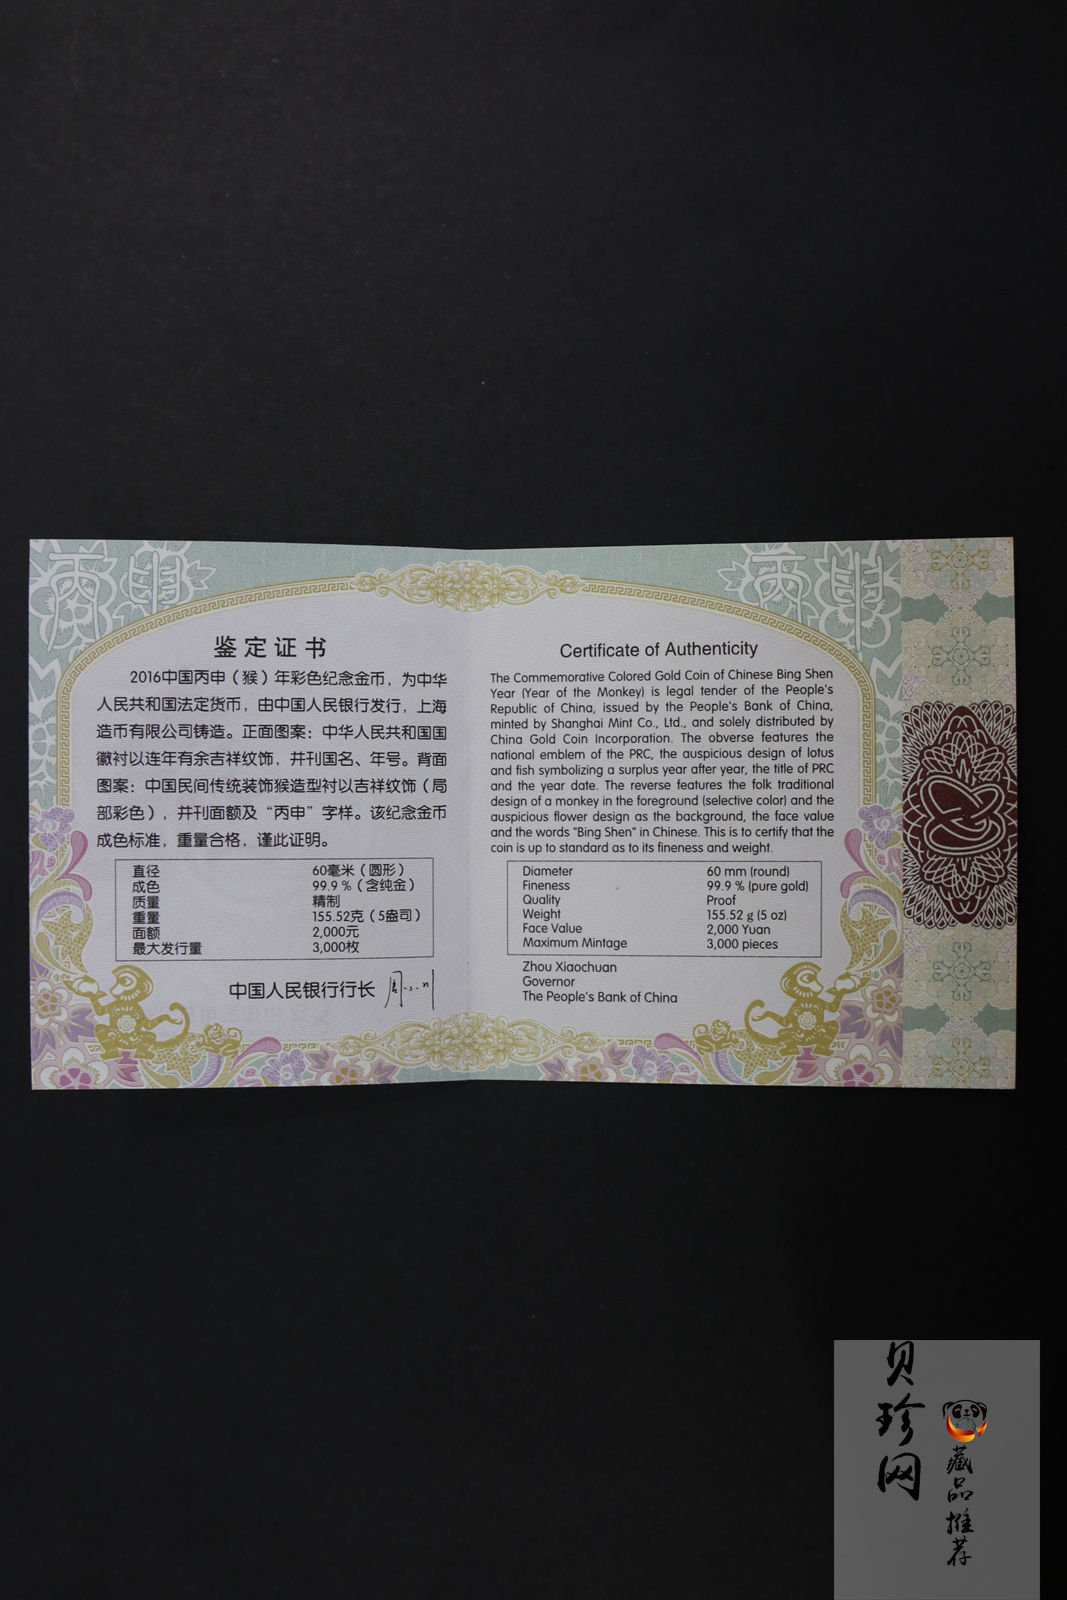 丙申
丙申
鉴定证书
2016中国丙申（猴）年彩色纪念金币，为中华
人民共和国法定货币，由中国人民银行发行，上海
造币有限公司铸造。正面图案：中华人民共和国国
徽衬以连年有余吉祥纹饰，并刊国名、年号。背面
图案：中国民间传统装饰猴造型衬以吉祥纹饰（局
部彩色），并刊面额及“丙申”字样。该纪念金币
成色标准，重量合格，谨此证明。
直径 60毫米（圆形）
成色 99.9 %（含纯金）
质量 精制
重量 155.52克（5盎司）
面额 2,000元
最大发行量 3,000枚
中国人民银行行长 周小川
Certificate of Authenticity
The Commemorative Colored Gold Coin of Chinese Bing Shen
Year (Year of the Monkey) is legal tender of the People's
Republic of China, issued by the People's Bank of China,
minted by Shanghai Mint Co., Ltd., and solely distributed by
China Gold Coin Incorporation. The obverse features the
national emblem of the PRC, the auspicious design of lotus
and fish symbolizing a surplus year after year, the title of PRC
and the year date. The reverse features the folk traditional
design of a monkey in the foreground (selective color) and the
auspicious flower design as the background, the face value
and the words "Bing Shen" in Chinese. This is to certify that the
coin is up to standard as to its fineness and weight.
Diameter 60 mm (round)
Fineness 99.9 % (pure gold)
Quality Proof
Weight 155.52 g (5 oz)
Face Value 2,000 Yuan
Maximum Mintage 3,000 pieces
Zhou Xiaochuan
Governor
The People's Bank of China
贝珍网
藏品推荐